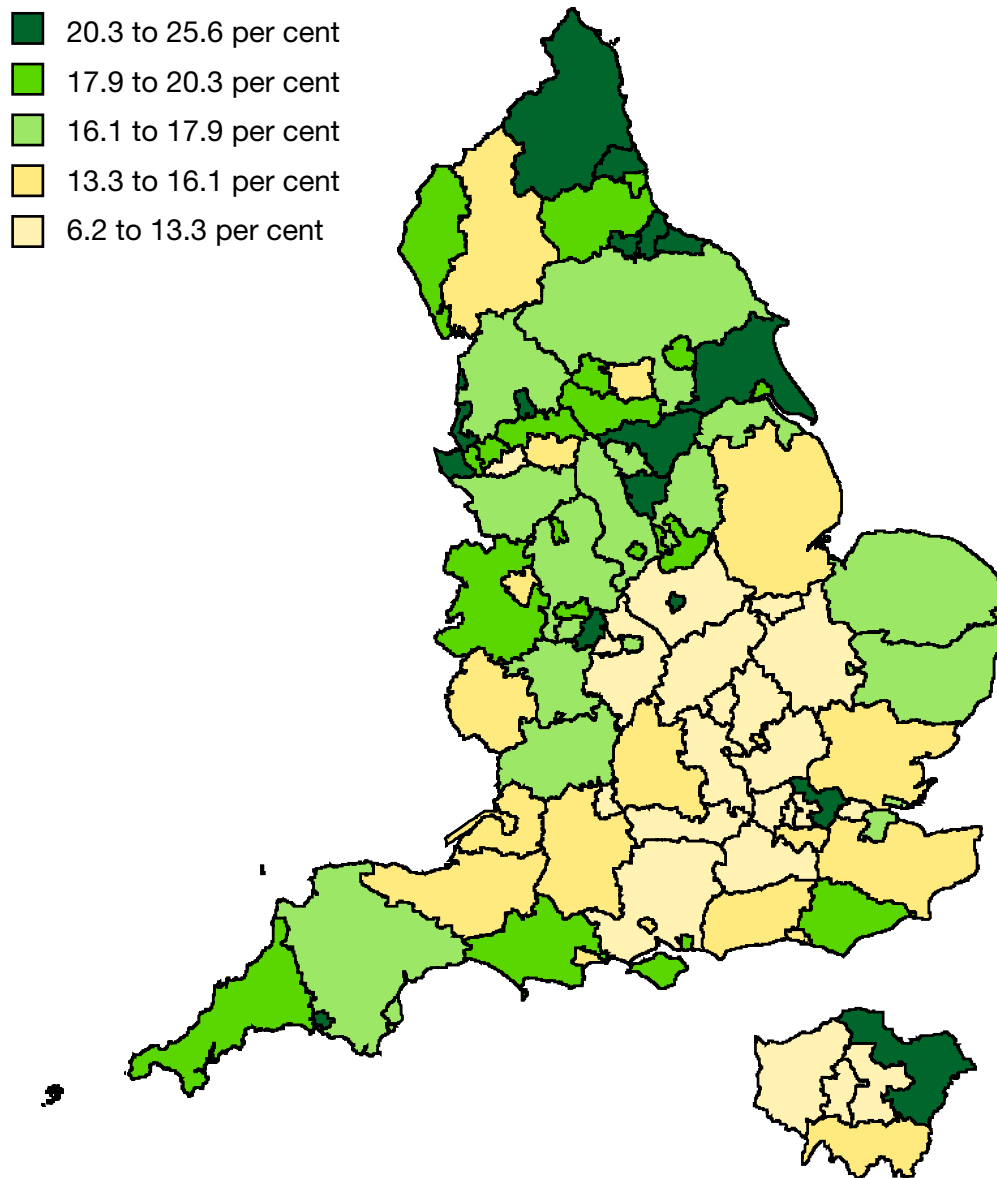 20.3 to 25.6 per cent
17.9 to 20.3 per cent
16.1 to 17.9 per cent
13.3 to 16.1 per cent
6.2 to 13.3 per cent